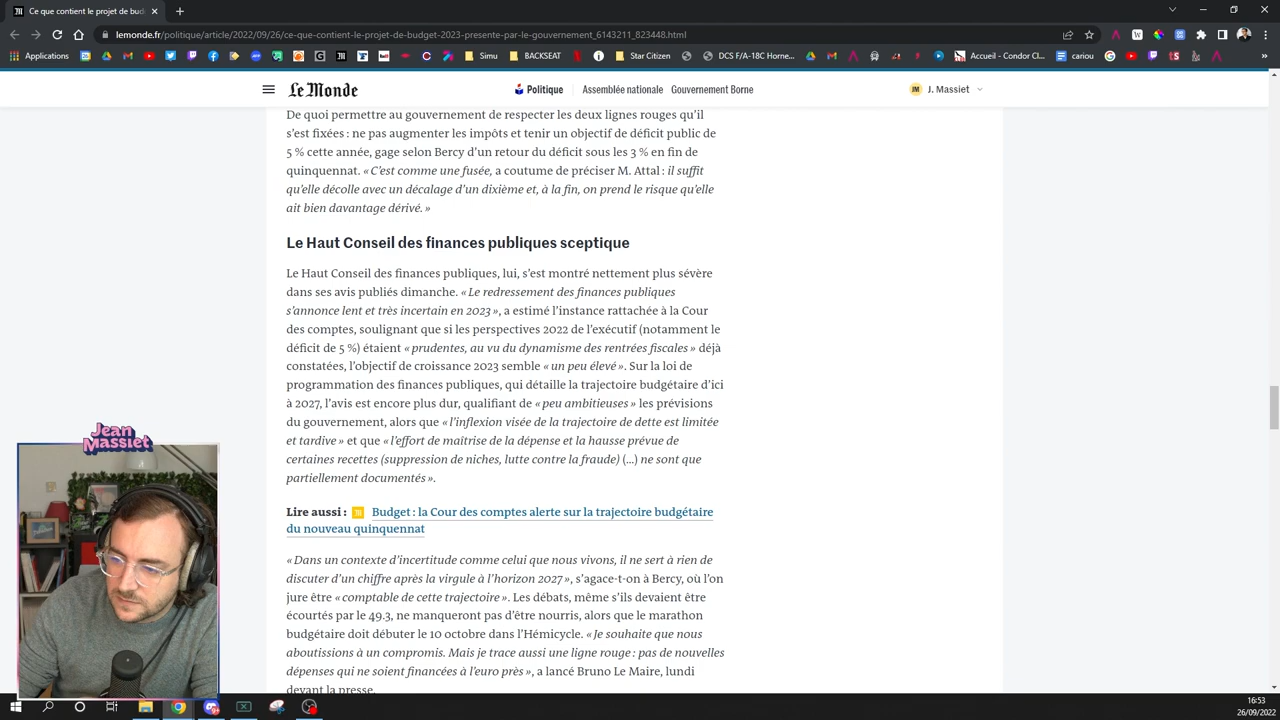 Ce que contient le projet de bud
lemonde.fr/politique/article/2022/09/26/ce-que-contient-le-projet-de-budget-2023-presente-par-le-gouvernement_6143211_823448.html
Applications
Simu
BACKSEAT
Star Citizen
DCS F/A-18C Horne...
Accueil - Condor Cl...
cariou
»
Le Monde
Politique
Assemblée nationale
Gouvernement Borne
JM
J. Massiet
De quoi permettre au gouvernement de respecter les deux lignes rouges qu’il
s’est fixées : ne pas augmenter les impôts et tenir un objectif de déficit public de
5 % cette année, gage selon Bercy d’un retour du déficit sous les 3 % en fin de
quinquennat. « C’est comme une fusée, a coutume de préciser M. Attal : il suffit
qu’elle décolle avec un décalage d’un dixième et, à la fin, on prend le risque qu’elle
ait bien davantage dérivé. »
Le Haut Conseil des finances publiques sceptique
Le Haut Conseil des finances publiques, lui, s’est montré nettement plus sévère
dans ses avis publiés dimanche. « Le redressement des finances publiques
s’annonce lent et très incertain en 2023 », a estimé l’instance rattachée à la Cour
des comptes, soulignant que si les perspectives 2022 de l’exécutif (notamment le
déficit de 5 %) étaient « prudentes, au vu du dynamisme des rentrées fiscales » déjà
constatées, l’objectif de croissance 2023 semble « un peu élevé ». Sur la loi de
programmation des finances publiques, qui détaille la trajectoire budgétaire d’ici
à 2027, l’avis est encore plus dur, qualifiant de « peu ambitieuses » les prévisions
du gouvernement, alors que « l’inflexion visée de la trajectoire de dette est limitée
et tardive » et que « l’effort de maîtrise de la dépense et la hausse prévue de
certaines recettes (suppression de niches, lutte contre la fraude) (…) ne sont que
partiellement documentés ».
Lire aussi : Budget : la Cour des comptes alerte sur la trajectoire budgétaire
du nouveau quinquennat
« Dans un contexte d’incertitude comme celui que nous vivons, il ne sert à rien de
discuter d’un chiffre après la virgule à l’horizon 2027 », s’agace-t-on à Bercy, où l’on
jure être « comptable de cette trajectoire ». Les débats, même s’ils devaient être
écourtés par le 49.3, ne manqueront pas d’être nourris, alors que le marathon
budgétaire doit débuter le 10 octobre dans l’Hémicycle. « Je souhaite que nous
aboutissions à un compromis. Mais je trace aussi une ligne rouge : pas de nouvelles
dépenses qui ne soient financées à l’euro près », a lancé Bruno Le Maire, lundi
devant la presse.
Jean
Massiet
16:53
26/09/2022